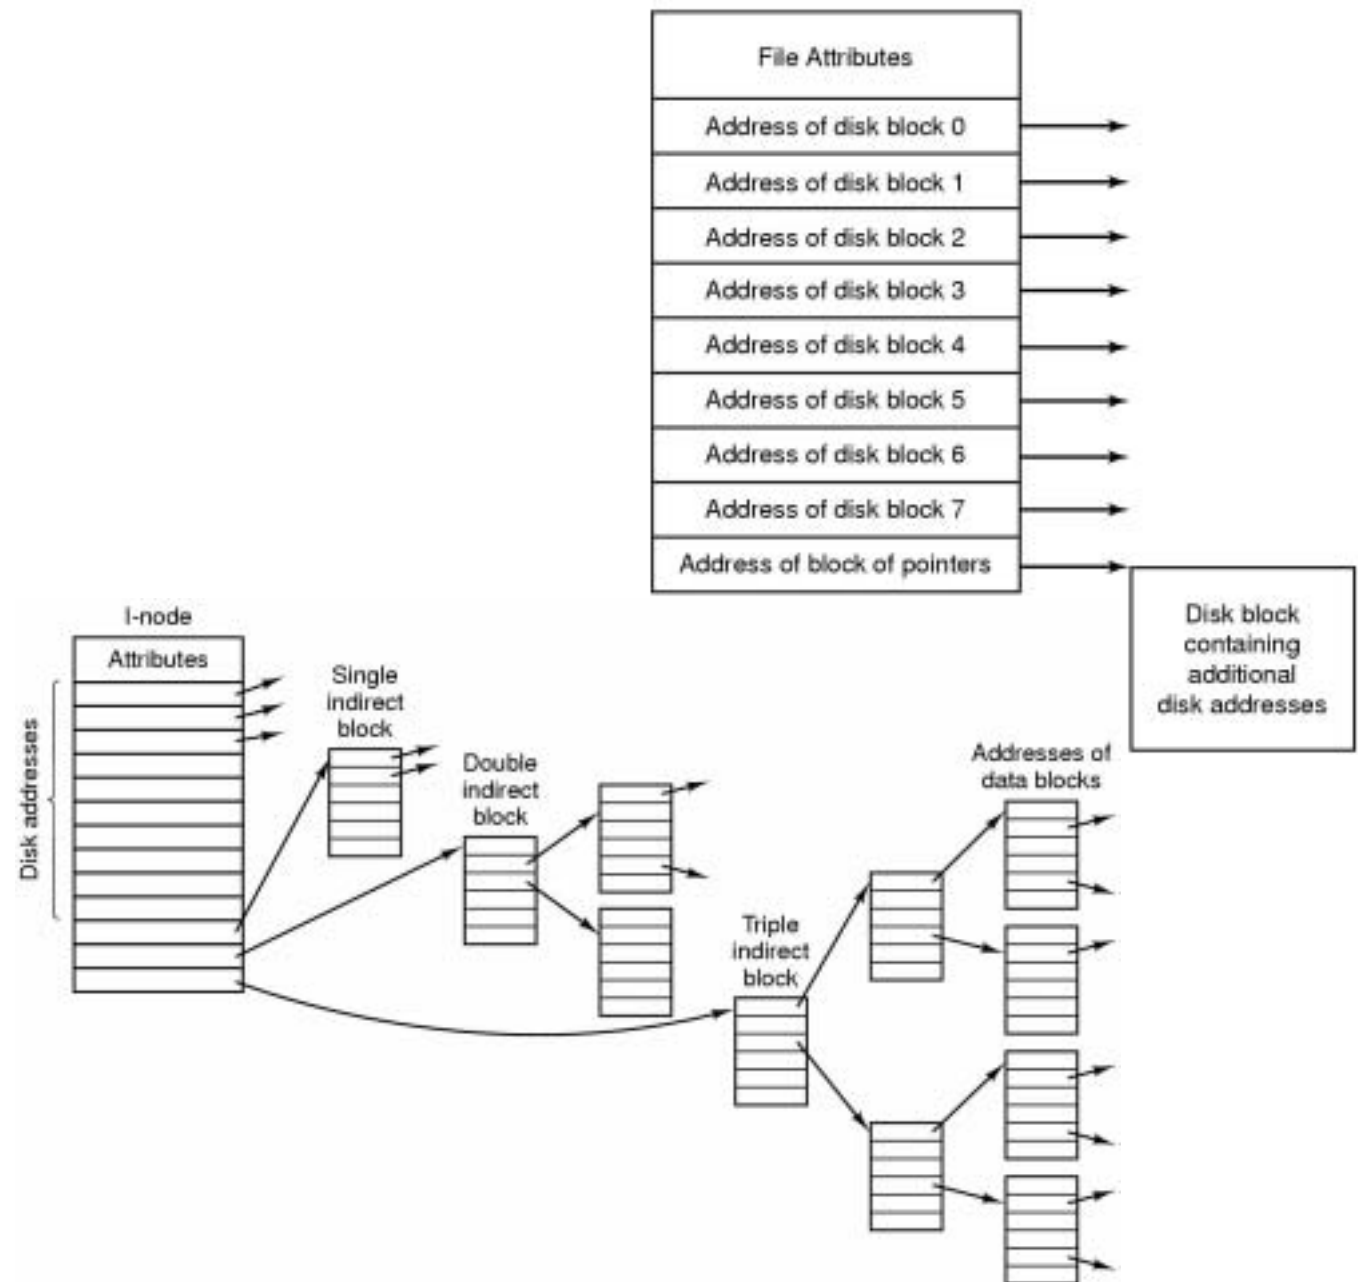 File Attributes
Address of disk block 0
Address of disk block 1
Address of disk block 2
Address of disk block 3
Address of disk block 4
Address of disk block 5
Address of disk block 6
Address of disk block 7
Address of block of pointers
Disk block
containing
additional
disk addresses
I-node
Attributes
Disk addresses
Single
indirect
block
Double
indirect
block
Triple
indirect
block
Addresses of
data blocks